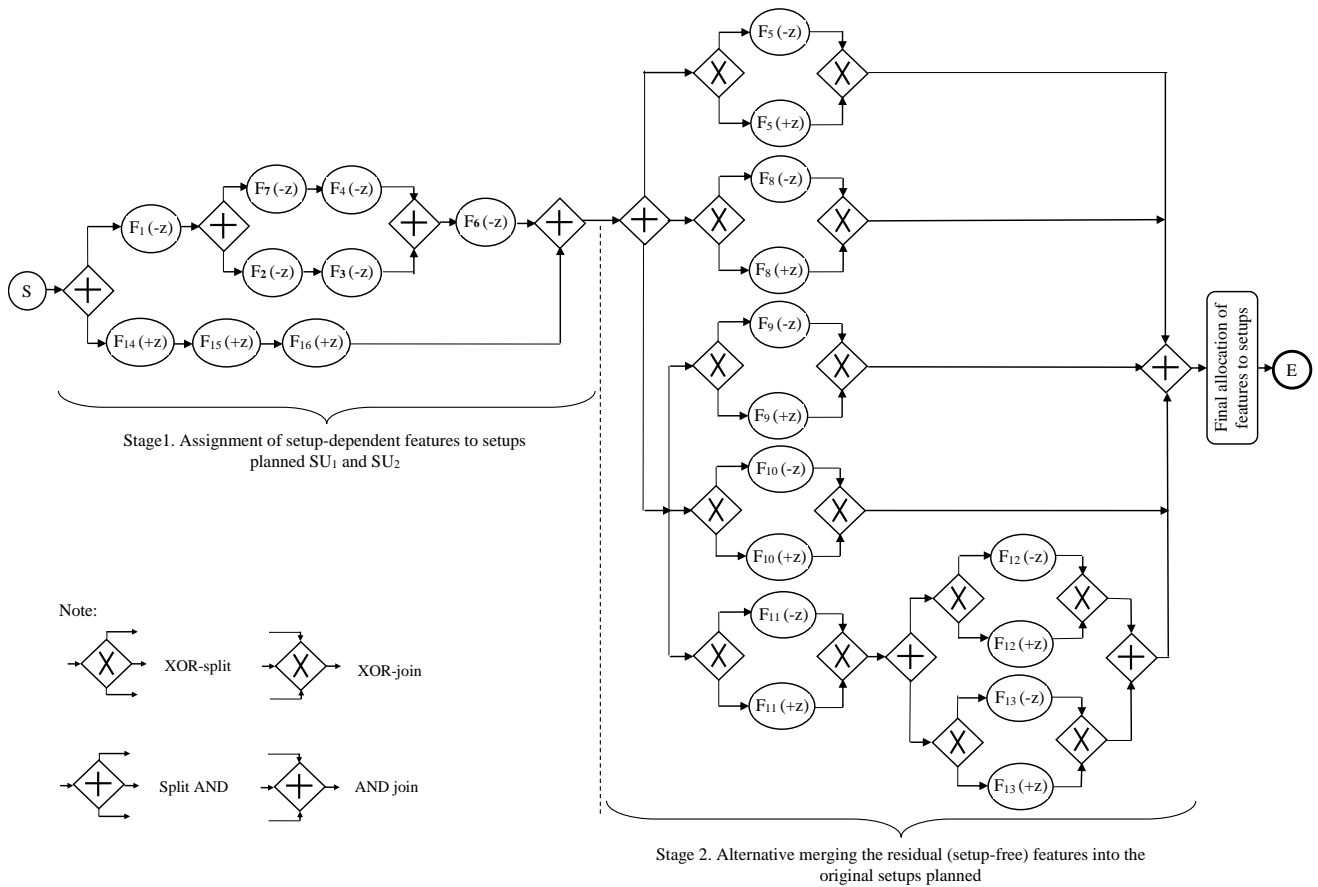 F5 (-z)
F5 (+z)
F8 (-z)
F8 (+z)
F7 (-z)
F4 (-z)
F1 (-z)
F6 (-z)
F2 (-z)
F3 (-z)
S
F14 (+z)
F15 (+z)
F16 (+z)
F9 (-z)
F9 (+z)
Final allocation of
features to setups
E
Stage1. Assignment of setup-dependent features to setups
planned SU1 and SU2
F10 (-z)
F10 (+z)
F11 (-z)
F11 (+z)
F12 (-z)
F12 (+z)
F13 (-z)
F13 (+z)
Note:
XOR-split
XOR-join
Split AND
AND join
Stage 2. Alternative merging the residual (setup-free) features into the
original setups planned